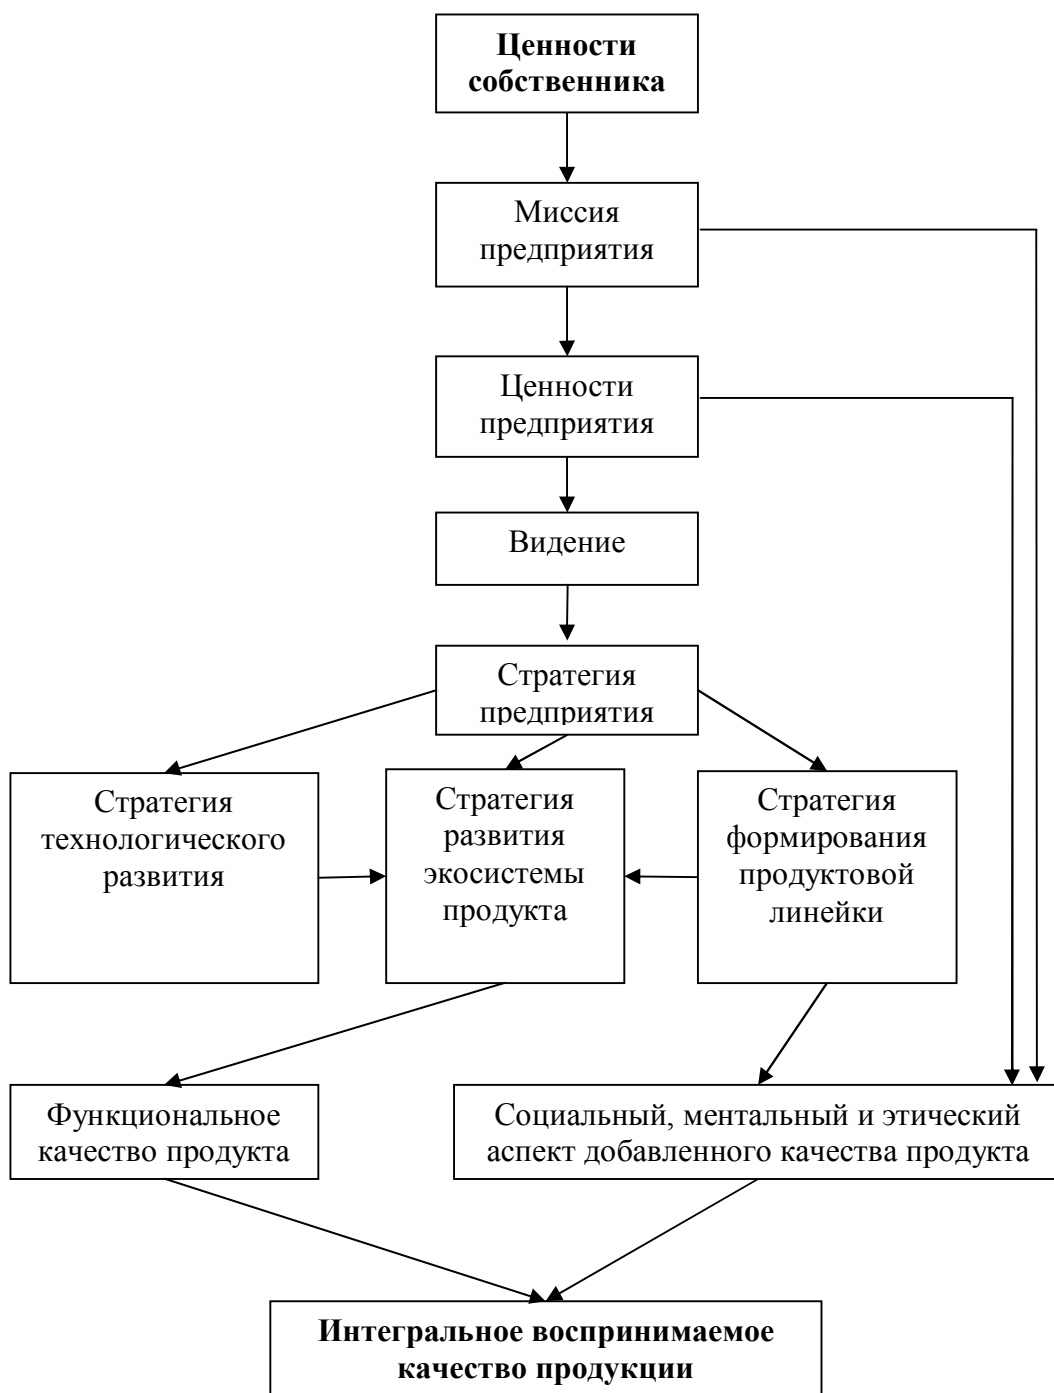 Ценности
собственника
Миссия
предприятия
Ценности
предприятия
Видение
Стратегия
предприятия
Стратегия
технологического
развития
Стратегия
развития
экосистемы
продукта
Стратегия
формирования
продуктовой
линейки
Функциональное
качество продукта
Социальный, ментальный и этический
аспект добавленного качества продукта
Интегральное воспринимаемое
качество продукции